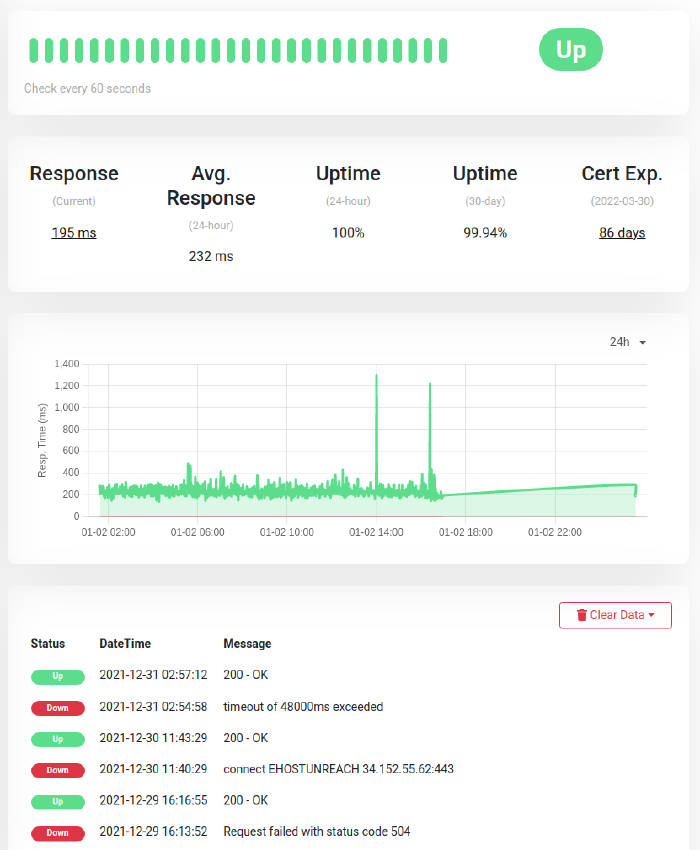 Up
Check every 60 seconds
Response
(Current)
195 ms
Avg.
Response
(24-hour)
232 ms
Uptime
(24-hour)
100%
Uptime
(30-day)
99.94%
Cert Exp.
(2022-03-30)
86 days
24h
Resp. Time (ms)
1,400
1,200
1,000
800
600
400
200
0
01-02 02:00 01-02 06:00 01-02 10:00 01-02 14:00 01-02 18:00 01-02 22:00
Clear Data
Status DateTime Message
Up 2021-12-31 02:57:12 200 - OK
Down 2021-12-31 02:54:58 timeout of 48000ms exceeded
Up 2021-12-30 11:43:29 200 - OK
Down 2021-12-30 11:40:29 connect EHOSTUNREACH 34.152.55.62:443
Up 2021-12-29 16:16:55 200 - OK
Down 2021-12-29 16:13:52 Request failed with status code 504